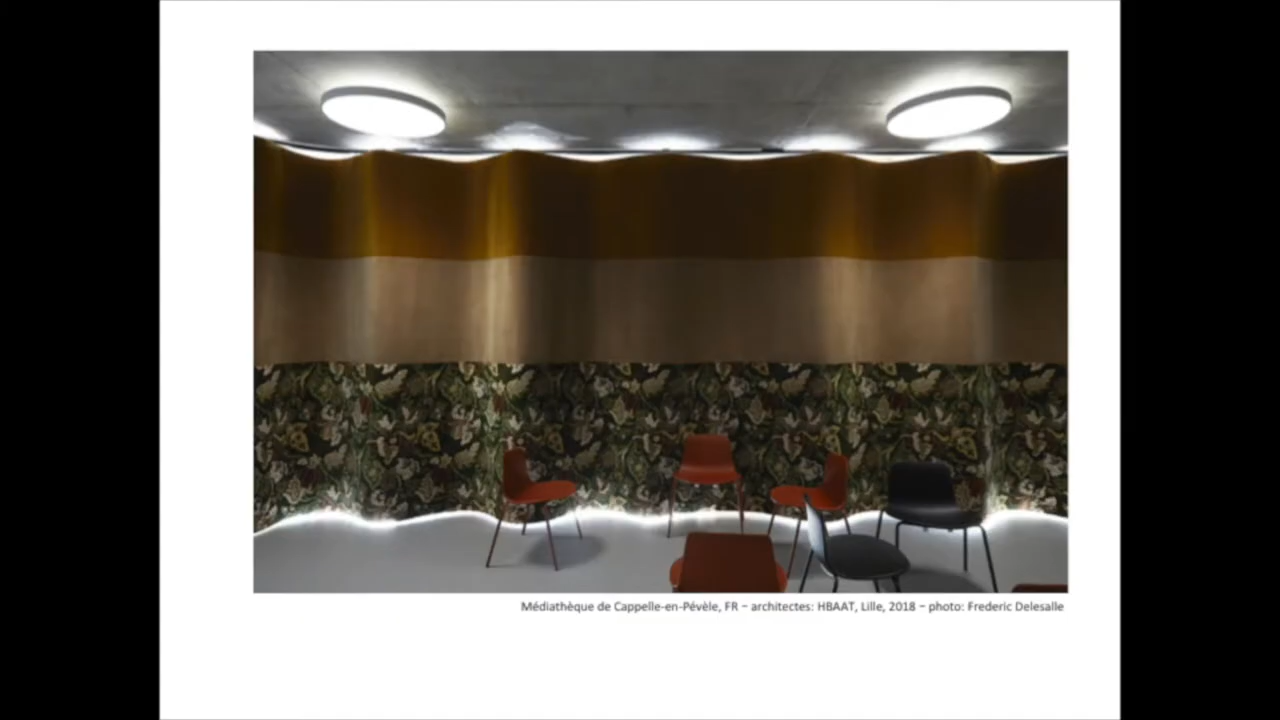 Médiathèque de Cappelle-en-Pévèle, FR – architectes: HBAAT, Lille, 2018 – photo: Frederic Delesalle